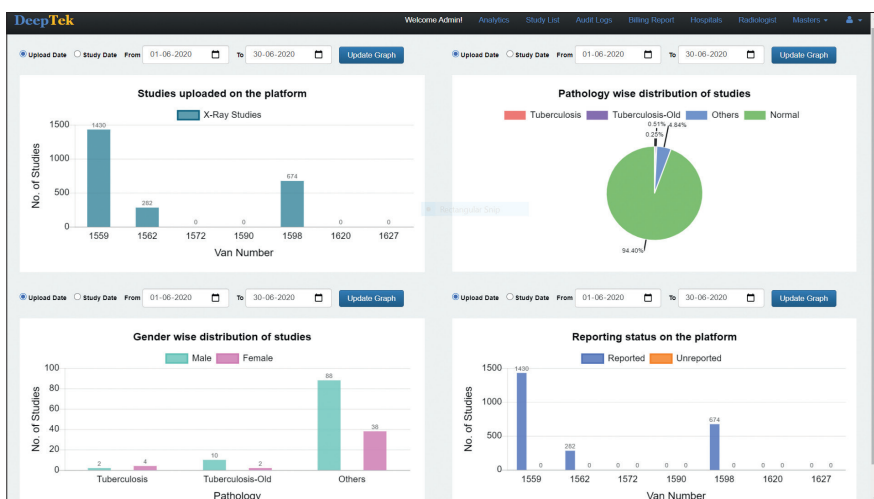 DeepTek
Welcome Admin! Analytics Study List Audit Logs Billing Report Hospitals Radiologist Masters
Upload Date Study Date From 01-06-2020 To 30-06-2020 Update Graph
Studies uploaded on the platform
X-Ray Studies
No. of Studies
1500
1000
500
0
1430 282 0 0 674 0 0
1559 1562 1572 1590 1598 1620 1627
Van Number
Upload Date Study Date From 01-06-2020 To 30-06-2020 Update Graph
Pathology wise distribution of studies
Tuberculosis Tuberculosis-Old Others Normal
0.51% 4.84%
0.25%
94.40%
Rectangular Snip
Upload Date Study Date From 01-06-2020 To 30-06-2020 Update Graph
Gender wise distribution of studies
Male Female
No. of Studies
100
80
60
40
20
0
2 4 10 2 88 38
Tuberculosis Tuberculosis-Old Others
Pathology
Upload Date Study Date From 01-06-2020 To 30-06-2020 Update Graph
Reporting status on the platform
Reported Unreported
No. of Studies
1500
1000
500
0
1430 0 282 0 0 0 0 0 674 0 0 0 0 0
1559 1562 1572 1590 1598 1620 1627
Van Number